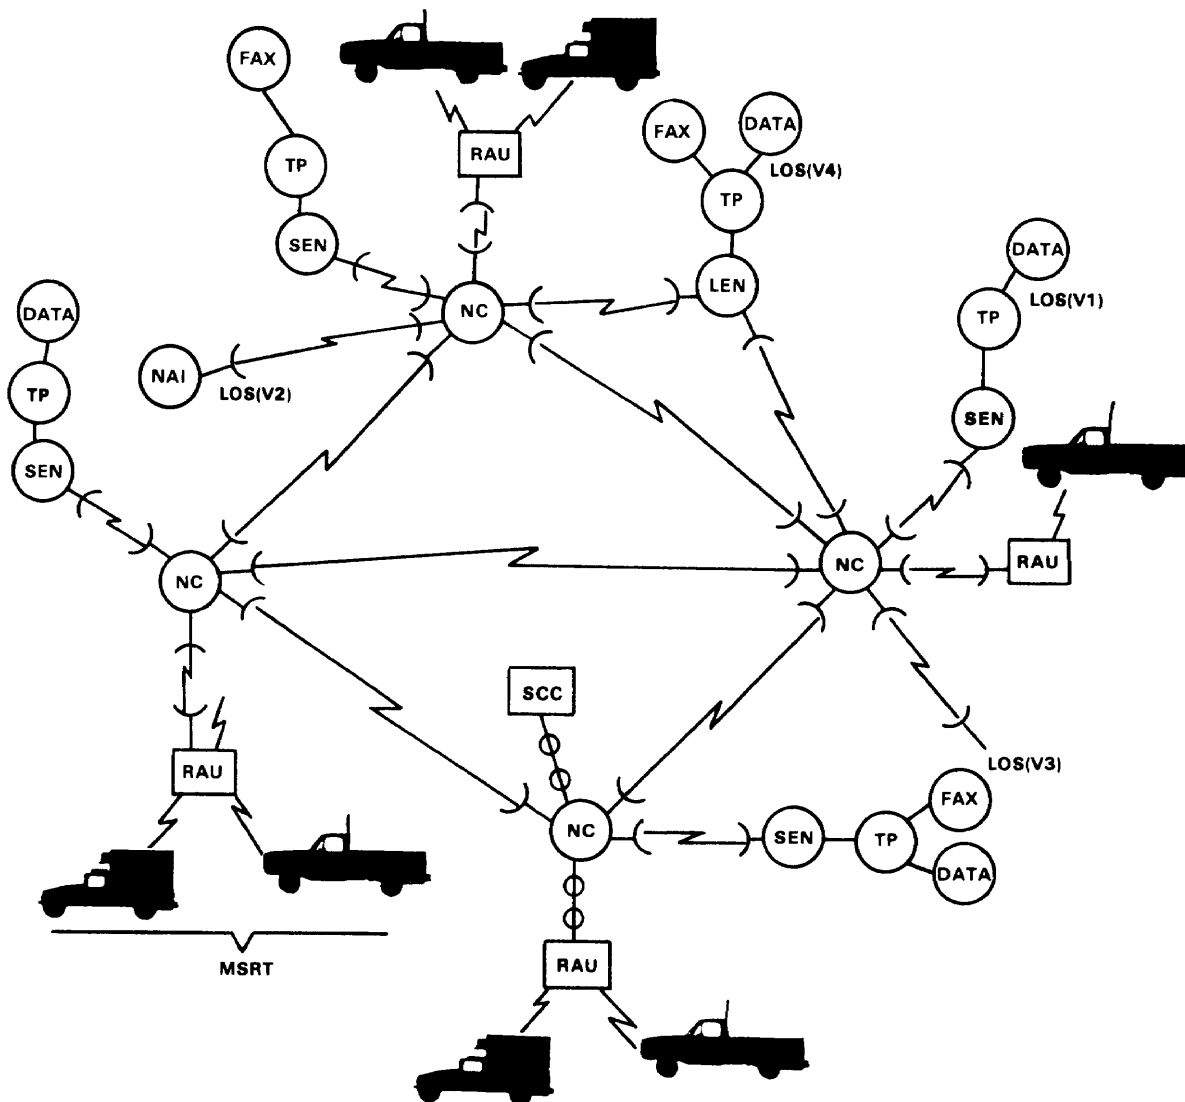 FAX
RAU
FAX
DATA
LOS(V4)
TP
TP
SEN
DATA
LEN
LOS(V1)
TP
DATA
NC
NAI
LOS(V2)
TP
SEN
SEN
NC
NC
RAU
SCC
LOS(V3)
RAU
FAX
NC
SEN
TP
DATA
MSRT
RAU